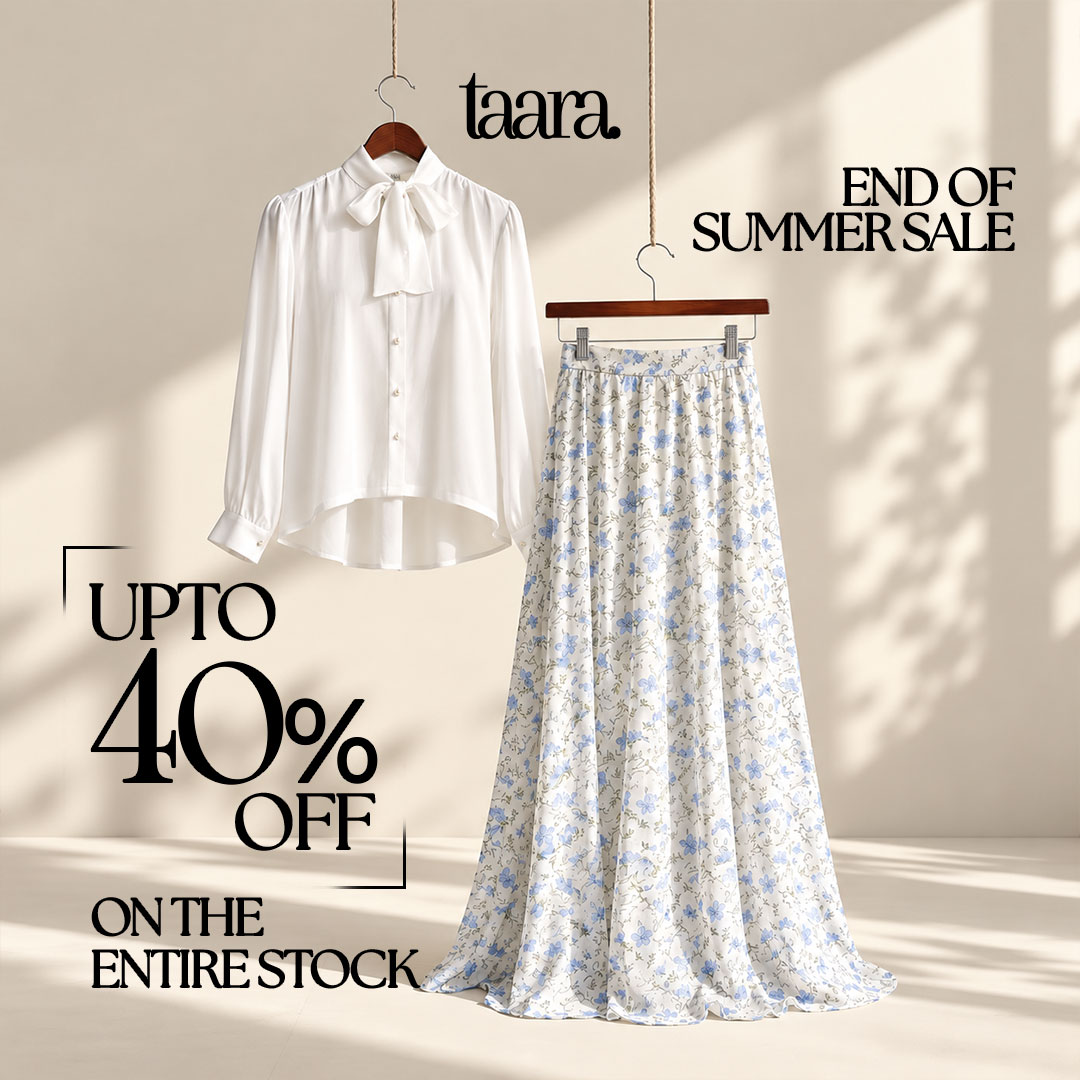 taara.
END OF
SUMMER SALE
UPTO
40%
OFF
ON THE
ENTIRE STOCK